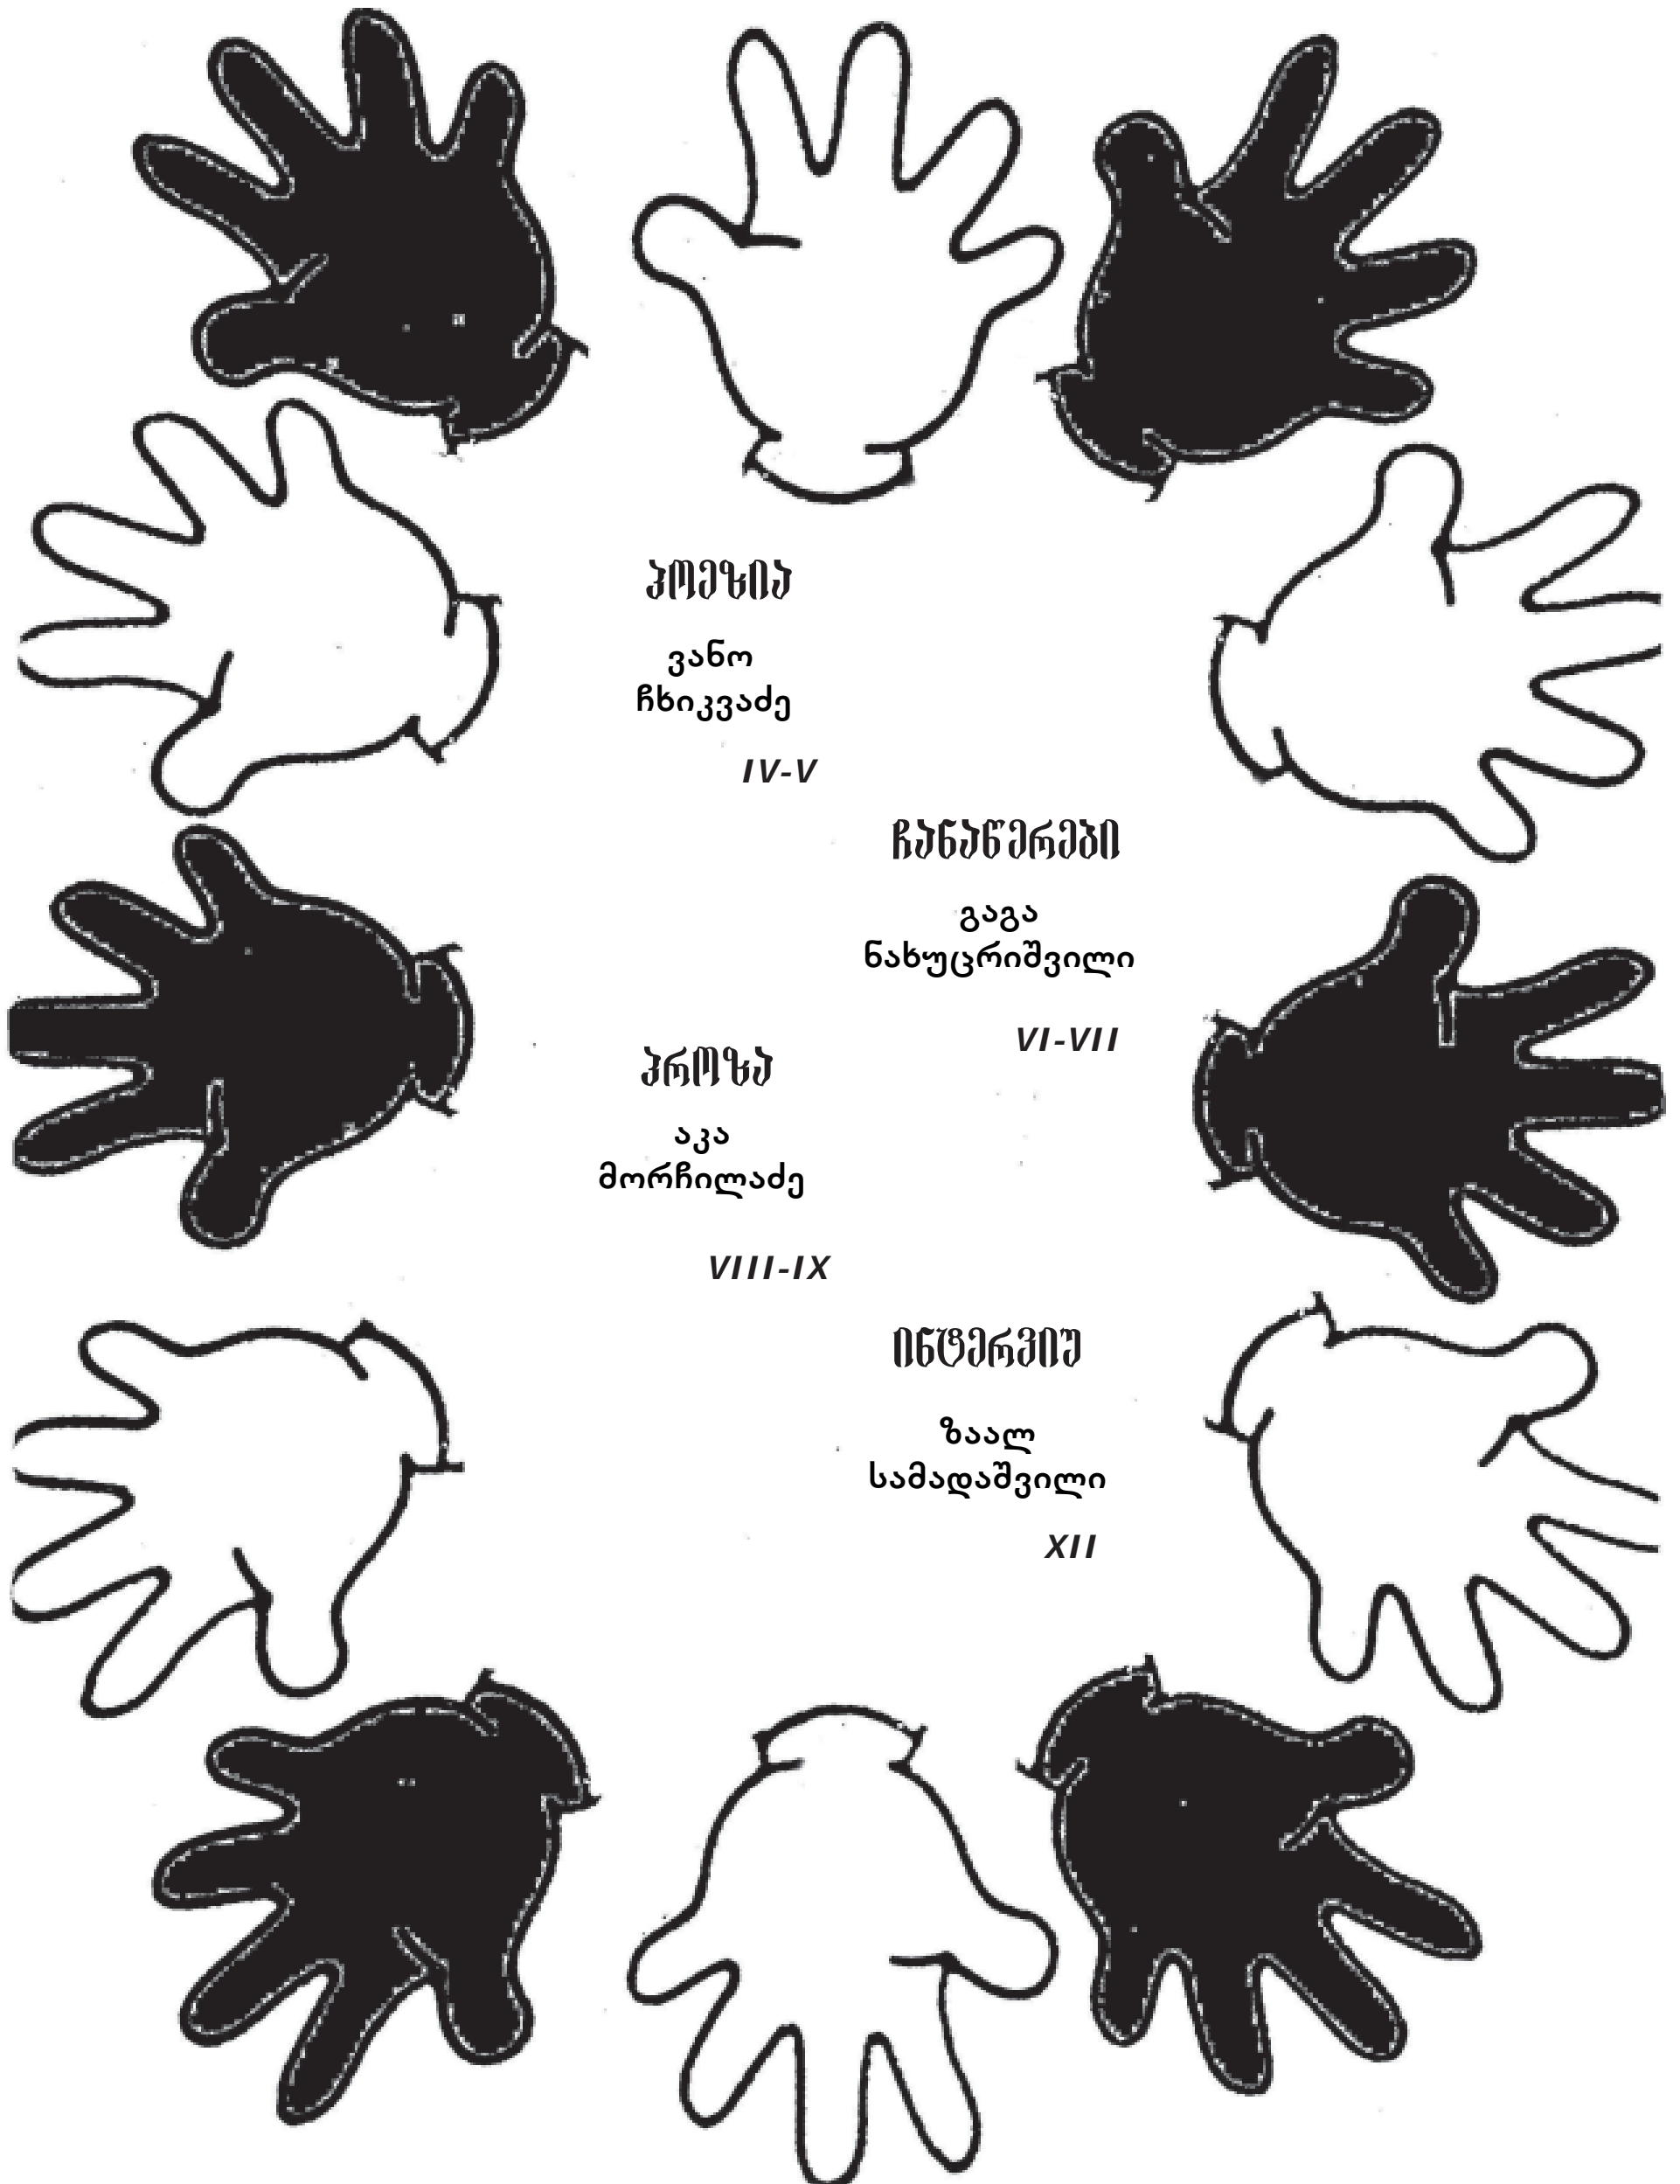 პოეზია
ვანო
ჩხიკვაძე
IV-V
ჩანაწერები
გაგა
ნახუცრიშვილი
VI-VII
პროზა
აკა
მორჩილაძე
VIII-IX
ინტერვიუ
ზაალ
სამადაშვილი
XII